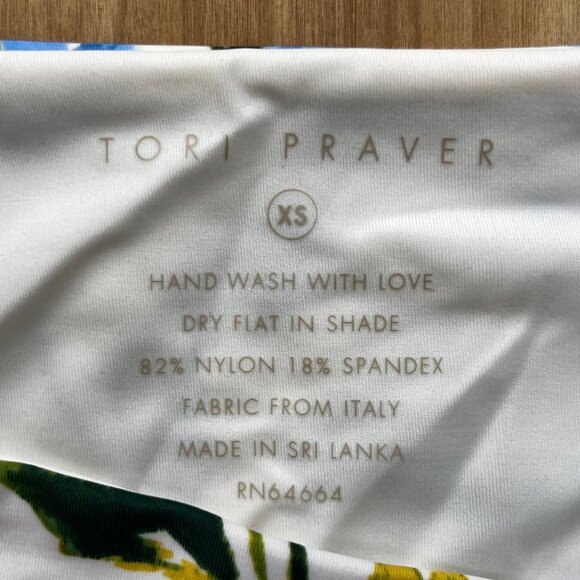 TORI PRAVER
XS
HAND WASH WITH LOVE
DRY FLAT IN SHADE
82% NYLON 18% SPANDEX
FABRIC FROM ITALY
MADE IN SRI LANKA
RN64664